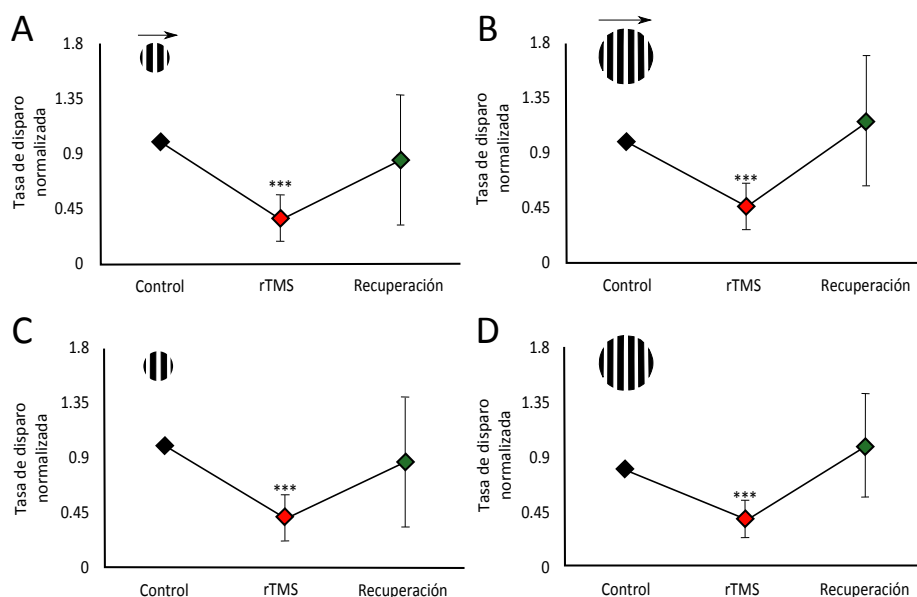 A
Tasa de disparo
normalizada
1.8
1.35
0.9
0.45
0
***
Control
rTMS
Recuperación
B
Tasa de disparo
normalizada
1.8
1.35
0.9
0.45
0
***
Control
rTMS
Recuperación
C
Tasa de disparo
normalizada
1.8
1.35
0.9
0.45
0
***
Control
rTMS
Recuperación
D
Tasa de disparo
normalizada
1.8
1.35
0.9
0.45
0
***
Control
rTMS
Recuperación